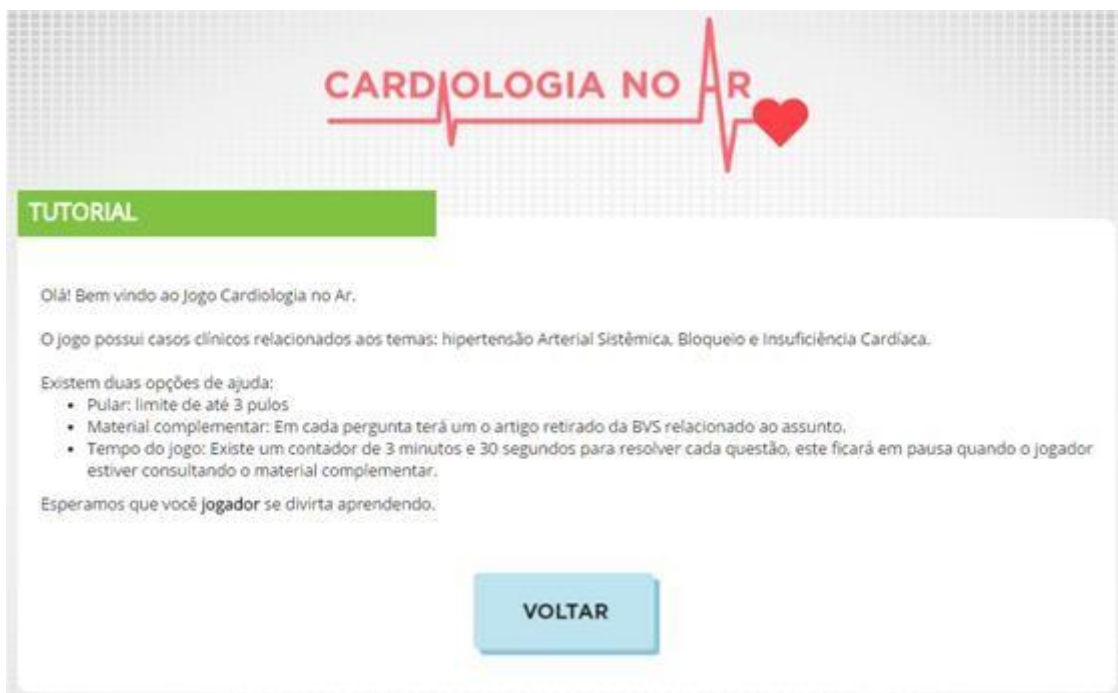 CARDIOLOGIA NO AR
TUTORIAL
Olá! Bem vindo ao Jogo Cardiologia no Ar.
O jogo possui casos clínicos relacionados aos temas: hipertensão Arterial Sistêmica, Bloqueio e Insuficiência Cardíaca.
Existem duas opções de ajuda:
• Pular: limite de até 3 pulos
• Material complementar: Em cada pergunta terá um o artigo retirado da BVS relacionado ao assunto.
• Tempo do jogo: Existe um contador de 3 minutos e 30 segundos para resolver cada questão, este ficará em pausa quando o jogador
estiver consultando o material complementar.
Esperamos que você jogador se divirta aprendendo.
VOLTAR